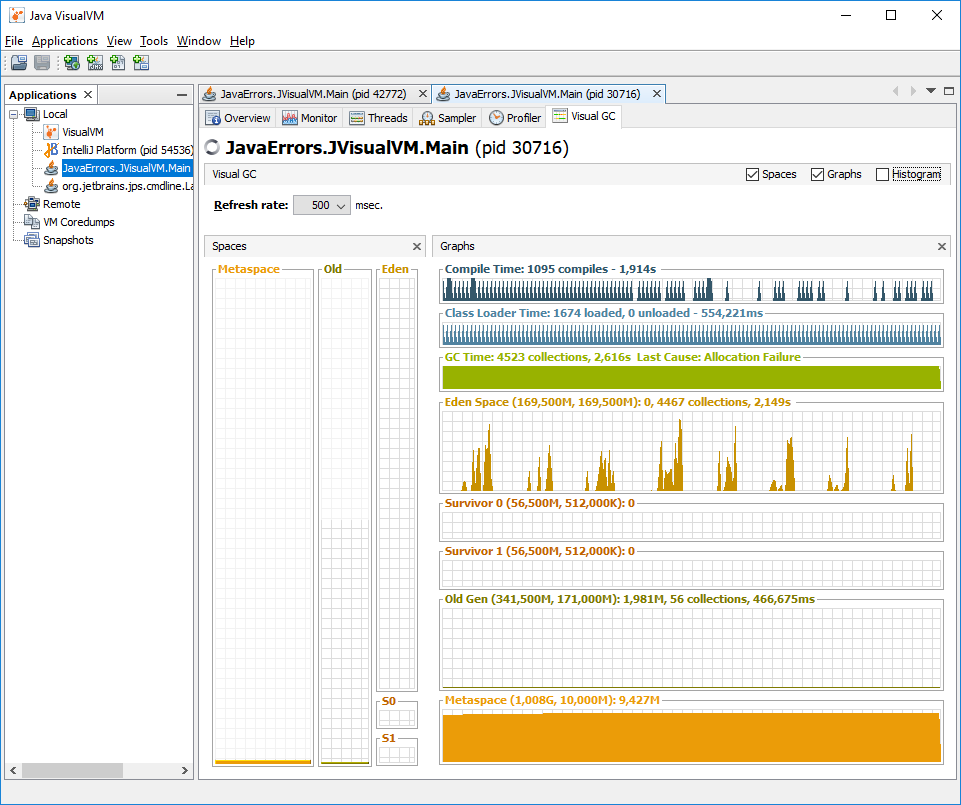 Java VisualVM
File Applications View Tools Window Help
Applications
JavaErrors.JVisualVM.Main (pid 42772) JavaErrors.JVisualVM.Main (pid 30716)
Local
VisualVM
IntelliJ Platform (pid 54536)
JavaErrors.JVisualVM.Main
org.jetbrains.jps.cmdline.La
Remote
VM Coredumps
Snapshots
Overview Monitor Threads Sampler Profiler Visual GC
JavaErrors.JVisualVM.Main (pid 30716)
Visual GC Spaces Graphs Histogram
Refresh rate: 500 msec.
Spaces
Metaspace Old Eden
S0
S1
Graphs
Compile Time: 1095 compiles - 1,914s
Class Loader Time: 1674 loaded, 0 unloaded - 554,221ms
GC Time: 4523 collections, 2,616s Last Cause: Allocation Failure
Eden Space (169,500M, 169,500M): 0, 4467 collections, 2,149s
Survivor 0 (56,500M, 512,000K): 0
Survivor 1 (56,500M, 512,000K): 0
Old Gen (341,500M, 171,000M): 1,981M, 56 collections, 466,675ms
Metaspace (1,008G, 10,000M): 9,427M